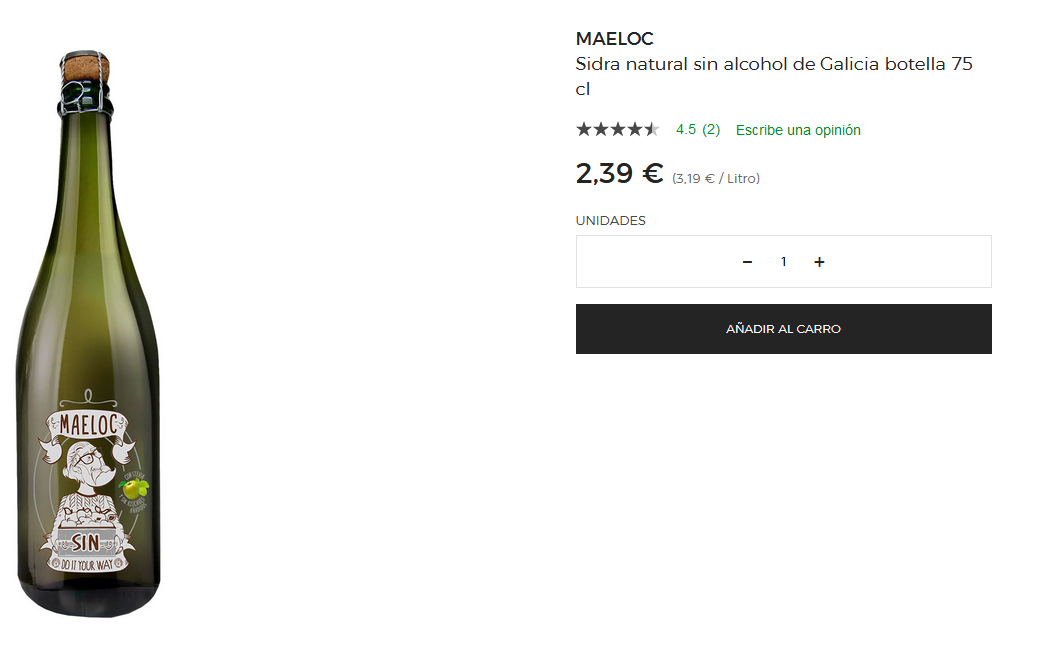 MAELOC
Sidra natural sin alcohol de Galicia botella 75
cl
4.5 (2) Escribe una opinión
2,39 € (3,19 € / Litro)
UNIDADES
− 1 +
AÑADIR AL CARRO
MAELOC
SIN
DO IT YOUR WAY